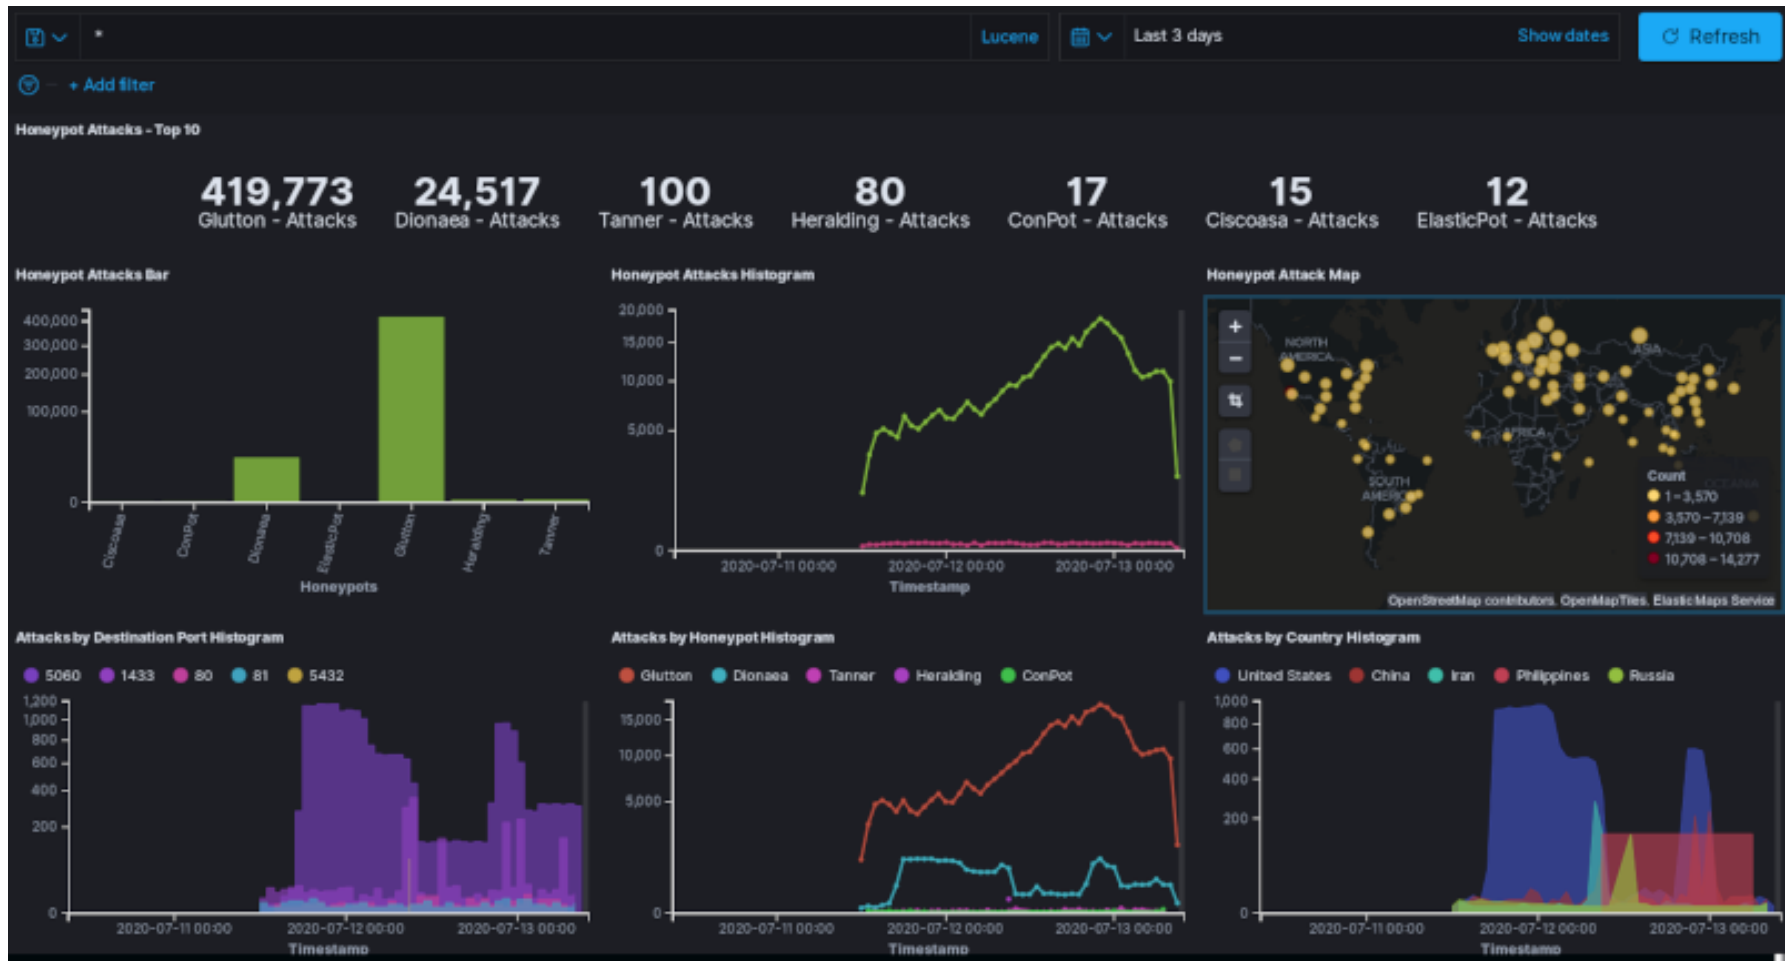 *
Lucene
Last 3 days
Show dates
Refresh
+ Add filter
Honeypot Attacks - Top 10
419,773
Glutton - Attacks
24,517
Dionaea - Attacks
100
Tanner - Attacks
80
Heralding - Attacks
17
ConPot - Attacks
15
Ciscoasa - Attacks
12
ElasticPot - Attacks
Honeypot Attacks Bar
400,000
300,000
200,000
100,000
0
Ciscoasa
ConPot
Dionaea
ElasticPot
Glutton
Heralding
Tanner
Honeypots
Honeypot Attacks Histogram
20,000
15,000
10,000
5,000
0
2020-07-11 00:00
2020-07-12 00:00
2020-07-13 00:00
Timestamp
Honeypot Attack Map
+
−
NORTH
AMERICA
ASIA
AFRICA
SOUTH
AMERICA
OCEANIA
Count
1 – 3,570
3,570 – 7,139
7,139 – 10,708
10,708 – 14,277
OpenStreetMap contributors, OpenMapTiles, Elastic Maps Service
Attacks by Destination Port Histogram
5060
1433
80
81
5432
1,200
1,000
800
600
400
200
0
2020-07-11 00:00
2020-07-12 00:00
2020-07-13 00:00
Timestamp
Attacks by Honeypot Histogram
Glutton
Dionaea
Tanner
Heralding
ConPot
15,000
10,000
5,000
0
2020-07-11 00:00
2020-07-12 00:00
2020-07-13 00:00
Timestamp
Attacks by Country Histogram
United States
China
Iran
Philippines
Russia
1,000
800
600
400
200
0
2020-07-11 00:00
2020-07-12 00:00
2020-07-13 00:00
Timestamp